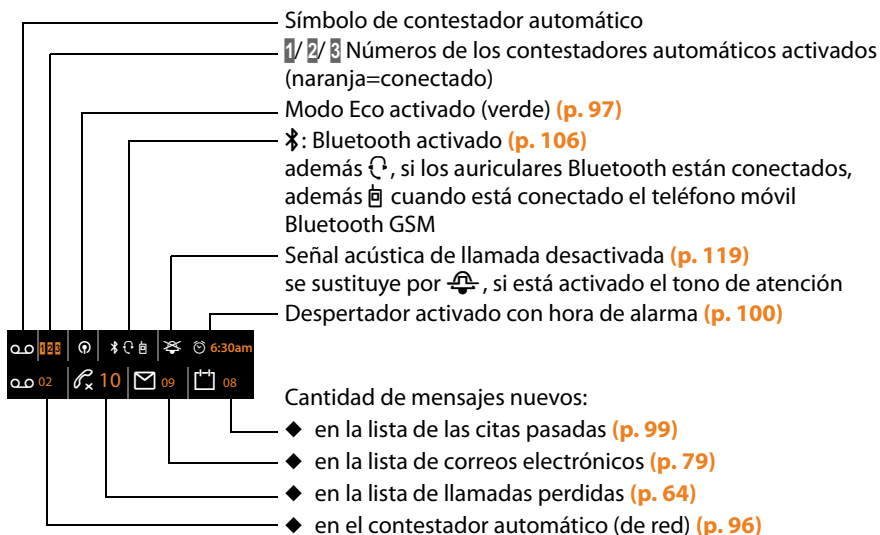 Símbolo de contestador automático
1/ 2/ 3 Números de los contestadores automáticos activados
(naranja=conectado)
Modo Eco activado (verde) (p. 97)
: Bluetooth activado (p. 106)
además , si los auriculares Bluetooth están conectados,
además cuando está conectado el teléfono móvil
Bluetooth GSM
Señal acústica de llamada desactivada (p. 119)
se sustituye por , si está activado el tono de atención
Despertador activado con hora de alarma (p. 100)
1 2 3 6:30am
02 10 09 08
Cantidad de mensajes nuevos:
◆ en la lista de las citas pasadas (p. 99)
◆ en la lista de correos electrónicos (p. 79)
◆ en la lista de llamadas perdidas (p. 64)
◆ en el contestador automático (de red) (p. 96)